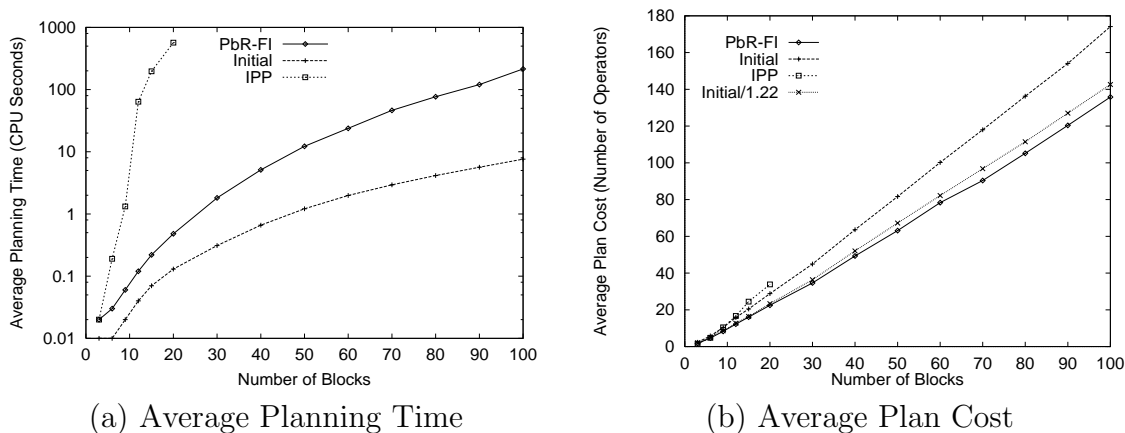 1000
100
10
1
0.1
0.01
Average Planning Time (CPU Seconds)
PbR-FI
Initial
IPP
0 10 20 30 40 50 60 70 80 90 100
Number of Blocks
(a) Average Planning Time
180
160
140
120
100
80
60
40
20
0
Average Plan Cost (Number of Operators)
PbR-FI
Initial
IPP
Initial/1.22
0 10 20 30 40 50 60 70 80 90 100
Number of Blocks
(b) Average Plan Cost